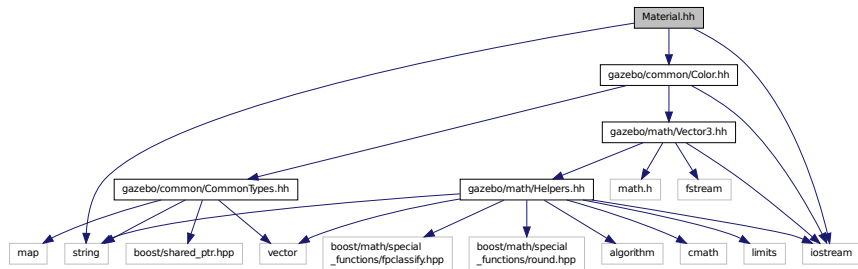 Material.hh
gazebo/common/Color.hh
gazebo/math/Vector3.hh
gazebo/common/CommonTypes.hh
gazebo/math/Helpers.hh
math.h
fstream
map
string
boost/shared_ptr.hpp
vector
boost/math/special
_functions/fpclassify.hpp
boost/math/special
_functions/round.hpp
algorithm
cmath
limits
iostream